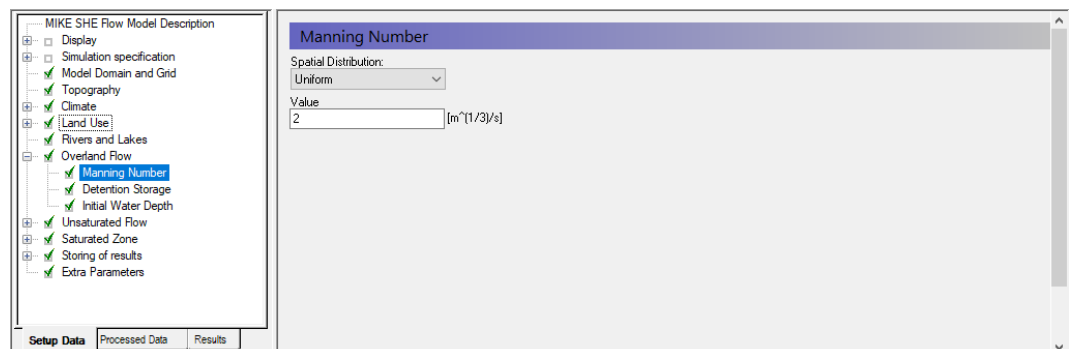 MIKE SHE Flow Model Description
Display
Simulation specification
Model Domain and Grid
Topography
Climate
Land Use
Rivers and Lakes
Overland Flow
Manning Number
Detention Storage
Initial Water Depth
Unsaturated Flow
Saturated Zone
Storing of results
Extra Parameters
Setup Data Processed Data Results
Manning Number
Spatial Distribution:
Uniform
Value
2 [m^(1/3)/s]